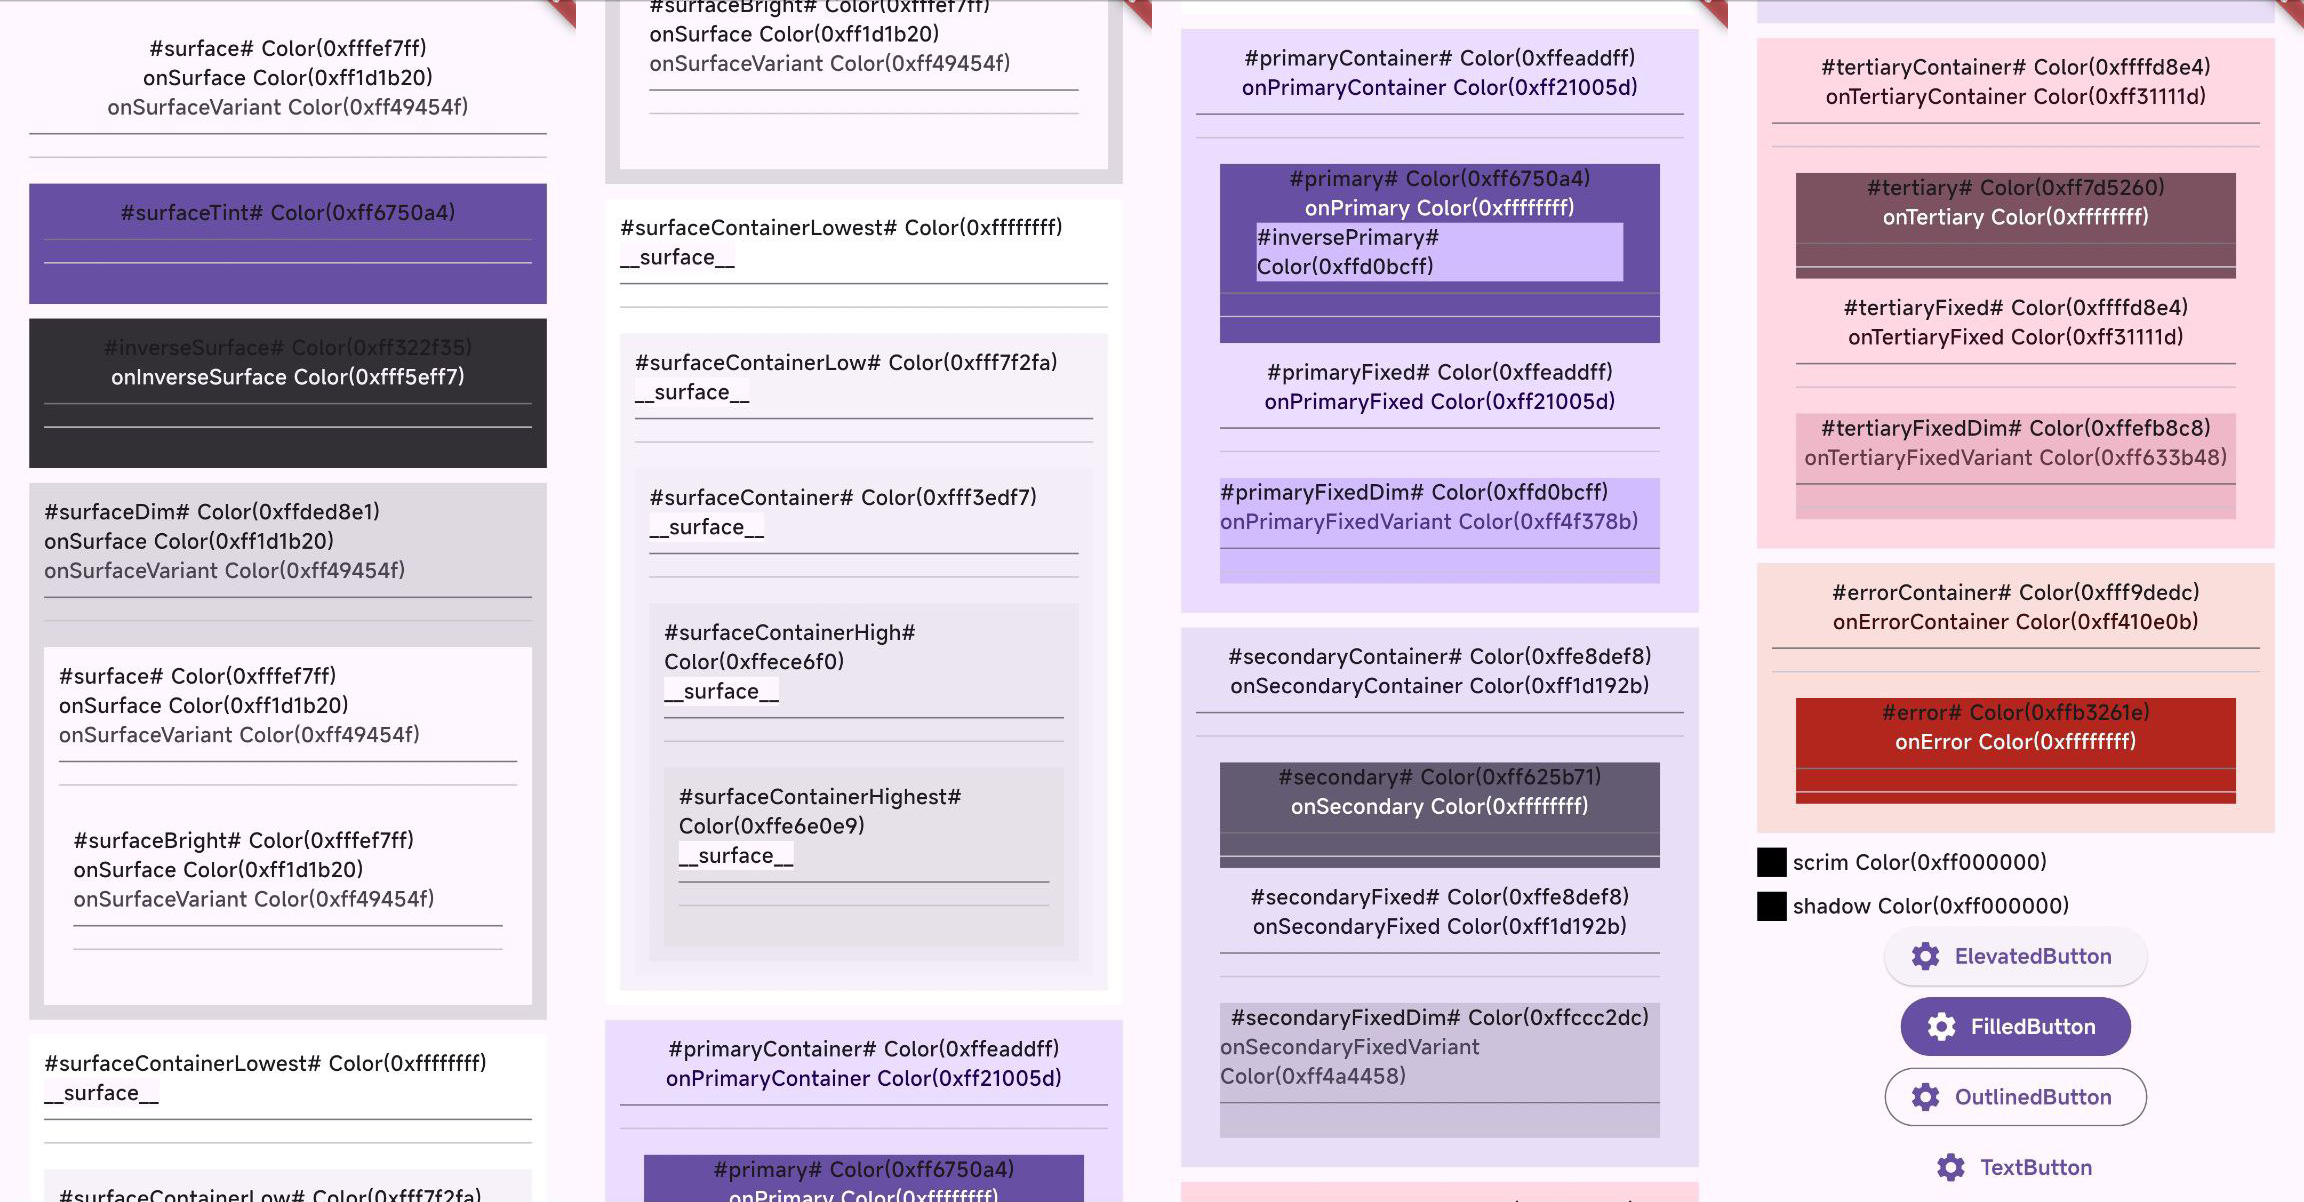 #surface# Color(0xfffef7ff)
onSurface Color(0xff1d1b20)
onSurfaceVariant Color(0xff49454f)
#surfaceTint# Color(0xff6750a4)
#inverseSurface# Color(0xff322f35)
onInverseSurface Color(0xfff5eff7)
#surfaceDim# Color(0xffded8e1)
onSurface Color(0xff1d1b20)
onSurfaceVariant Color(0xff49454f)
#surface# Color(0xfffef7ff)
onSurface Color(0xff1d1b20)
onSurfaceVariant Color(0xff49454f)
#surfaceBright# Color(0xfffef7ff)
onSurface Color(0xff1d1b20)
onSurfaceVariant Color(0xff49454f)
#surfaceContainerLowest# Color(0xffffffff)
__surface__
#surfaceContainerLow# Color(0xfff7f2fa)
#surfaceBright# Color(0xfffef7ff)
onSurface Color(0xff1d1b20)
onSurfaceVariant Color(0xff49454f)
#surfaceContainerLowest# Color(0xffffffff)
__surface__
#surfaceContainerLow# Color(0xfff7f2fa)
__surface__
#surfaceContainer# Color(0xfff3edf7)
__surface__
#surfaceContainerHigh#
Color(0xffece6f0)
__surface__
#surfaceContainerHighest#
Color(0xffe6e0e9)
__surface__
#primaryContainer# Color(0xffeaddff)
onPrimaryContainer Color(0xff21005d)
#primary# Color(0xff6750a4)
onPrimary Color(0xffffffff)
#primaryContainer# Color(0xffeaddff)
onPrimaryContainer Color(0xff21005d)
#primary# Color(0xff6750a4)
onPrimary Color(0xffffffff)
#inversePrimary#
Color(0xffd0bcff)
#primaryFixed# Color(0xffeaddff)
onPrimaryFixed Color(0xff21005d)
#primaryFixedDim# Color(0xffd0bcff)
onPrimaryFixedVariant Color(0xff4f378b)
#secondaryContainer# Color(0xffe8def8)
onSecondaryContainer Color(0xff1d192b)
#secondary# Color(0xff625b71)
onSecondary Color(0xffffffff)
#secondaryFixed# Color(0xffe8def8)
onSecondaryFixed Color(0xff1d192b)
#secondaryFixedDim# Color(0xffccc2dc)
onSecondaryFixedVariant
Color(0xff4a4458)
#tertiaryContainer# Color(0xffffd8e4)
onTertiaryContainer Color(0xff31111d)
#tertiary# Color(0xff7d5260)
onTertiary Color(0xffffffff)
#tertiaryFixed# Color(0xffffd8e4)
onTertiaryFixed Color(0xff31111d)
#tertiaryFixedDim# Color(0xffefb8c8)
onTertiaryFixedVariant Color(0xff633b48)
#errorContainer# Color(0xfff9dedc)
onErrorContainer Color(0xff410e0b)
#error# Color(0xffb3261e)
onError Color(0xffffffff)
scrim Color(0xff000000)
shadow Color(0xff000000)
ElevatedButton
FilledButton
OutlinedButton
TextButton